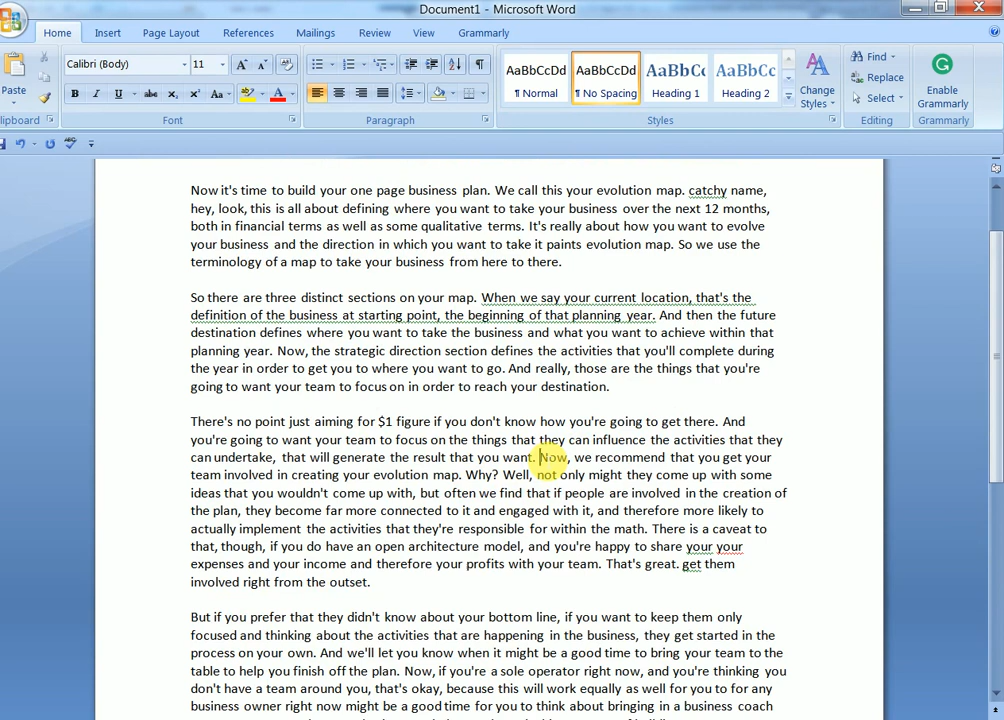 Document1 - Microsoft Word
Home Insert Page Layout References Mailings Review View Grammarly
Calibri (Body) 11
AaBbCcDd AaBbCcDd AaBbCc AaBbCc
¶ Normal ¶ No Spacing Heading 1 Heading 2
Change Styles
Find
Replace
Select
Enable Grammarly
Paste
lipboard Font Paragraph Styles Editing Grammarly
Now it's time to build your one page business plan. We call this your evolution map. catchy name,
hey, look, this is all about defining where you want to take your business over the next 12 months,
both in financial terms as well as some qualitative terms. It's really about how you want to evolve
your business and the direction in which you want to take it paints evolution map. So we use the
terminology of a map to take your business from here to there.
So there are three distinct sections on your map. When we say your current location, that's the
definition of the business at starting point, the beginning of that planning year. And then the future
destination defines where you want to take the business and what you want to achieve within that
planning year. Now, the strategic direction section defines the activities that you'll complete during
the year in order to get you to where you want to go. And really, those are the things that you're
going to want your team to focus on in order to reach your destination.
There's no point just aiming for $1 figure if you don't know how you're going to get there. And
you're going to want your team to focus on the things that they can influence the activities that they
can undertake, that will generate the result that you want. Now, we recommend that you get your
team involved in creating your evolution map. Why? Well, not only might they come up with some
ideas that you wouldn't come up with, but often we find that if people are involved in the creation of
the plan, they become far more connected to it and engaged with it, and therefore more likely to
actually implement the activities that they're responsible for within the math. There is a caveat to
that, though, if you do have an open architecture model, and you're happy to share your your
expenses and your income and therefore your profits with your team. That's great. get them
involved right from the outset.
But if you prefer that they didn't know about your bottom line, if you want to keep them only
focused and thinking about the activities that are happening in the business, they get started in the
process on your own. And we'll let you know when it might be a good time to bring your team to the
table to help you finish off the plan. Now, if you're a sole operator right now, and you're thinking you
don't have a team around you, that's okay, because this will work equally as well for you to for any
business owner right now might be a good time for you to think about bringing in a business coach